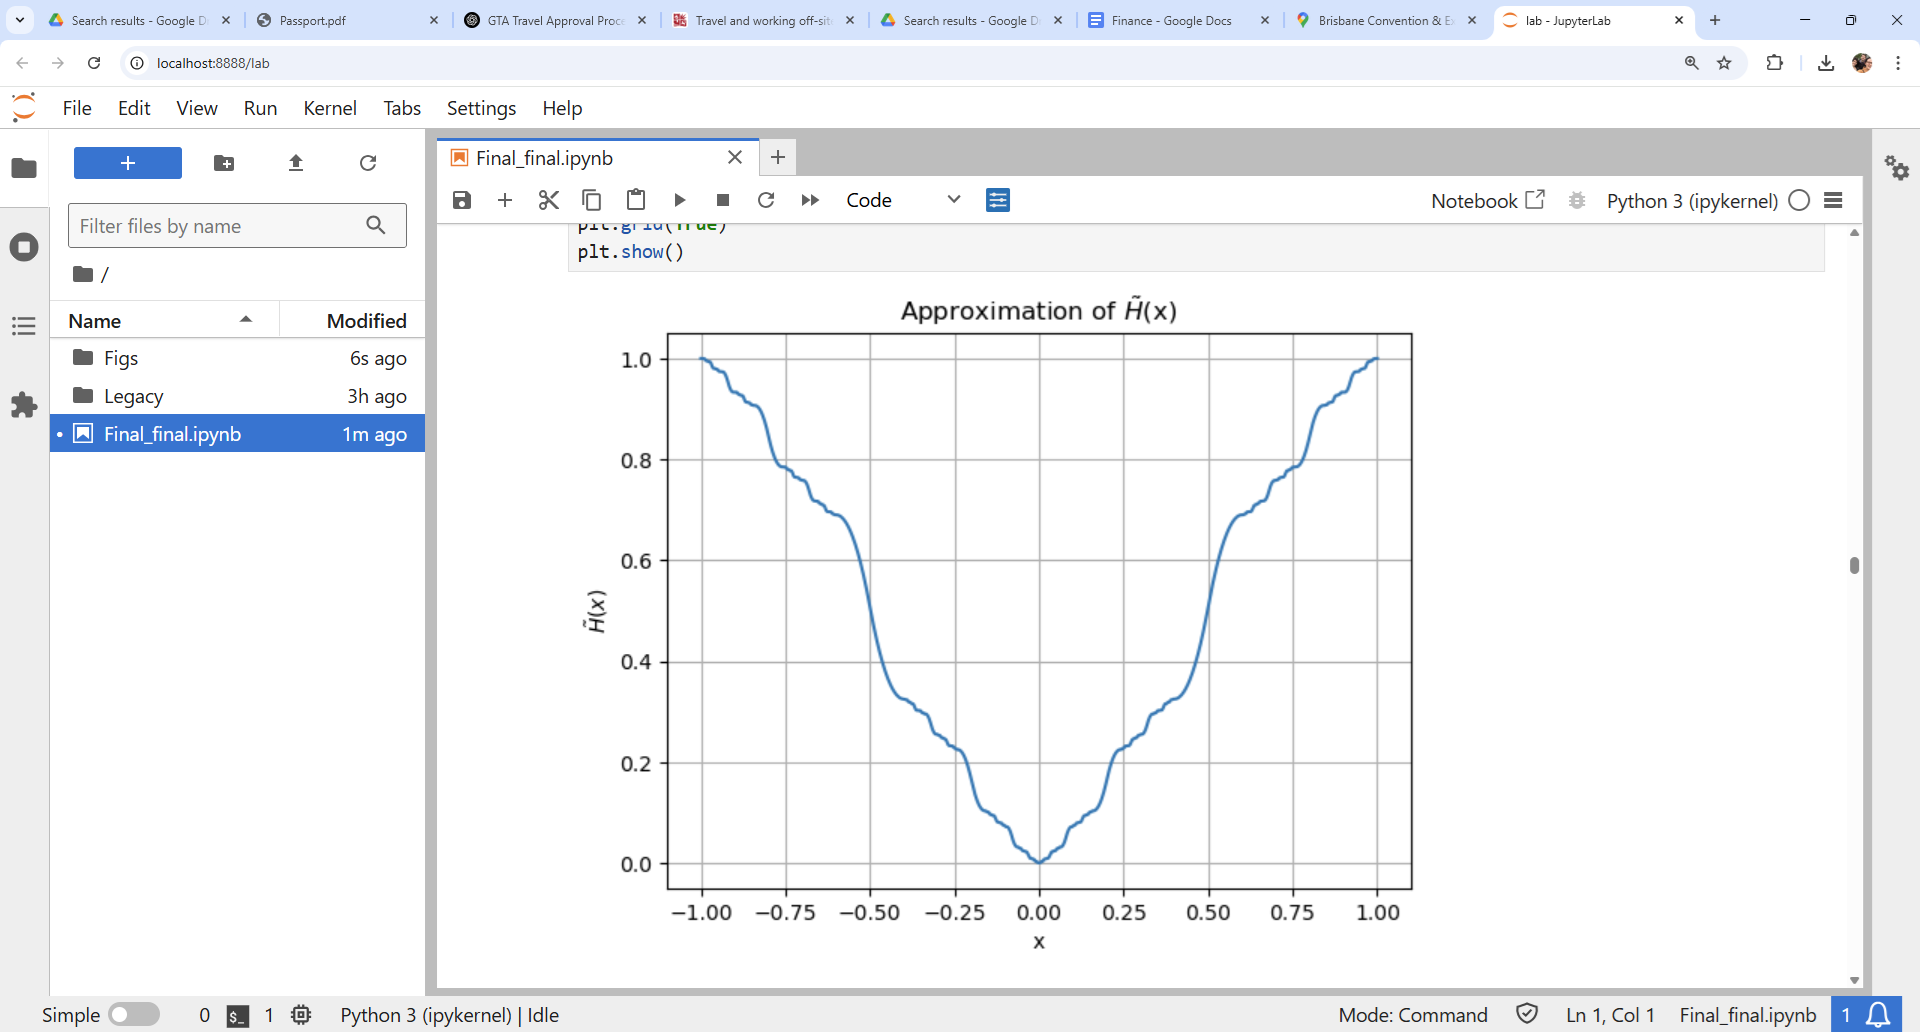 Search results - Google D
Passport.pdf
GTA Travel Approval Proce
Travel and working off-sit
Search results - Google D
Finance - Google Docs
Brisbane Convention & E
lab - JupyterLab
localhost:8888/lab
File Edit View Run Kernel Tabs Settings Help
+
Filter files by name
/
Name Modified
Figs 6s ago
Legacy 3h ago
Final_final.ipynb 1m ago
Final_final.ipynb
Code
Notebook
Python 3 (ipykernel)
plt.grid(True)
plt.show()
Approximation of H̃(x)
1.0
0.8
0.6
0.4
0.2
0.0
H̃(x)
−1.00 −0.75 −0.50 −0.25 0.00 0.25 0.50 0.75 1.00
x
Simple 0 $_ 1 Python 3 (ipykernel) | Idle Mode: Command Ln 1, Col 1 Final_final.ipynb 1